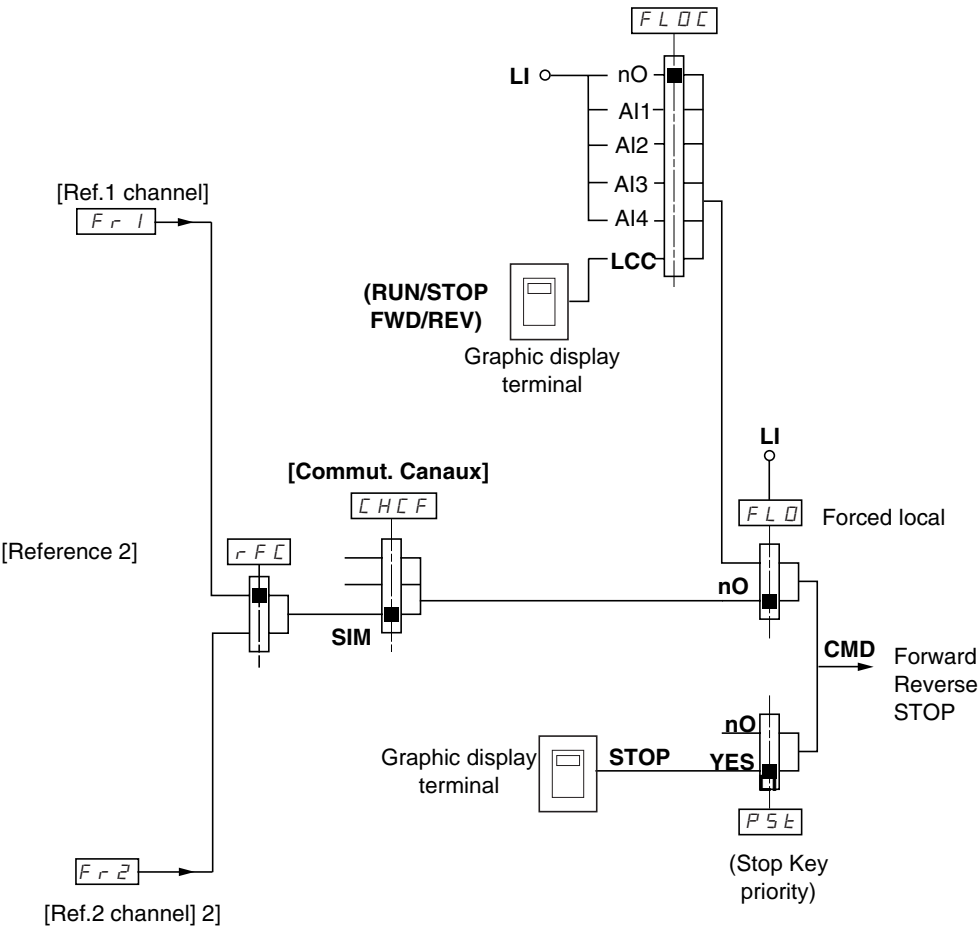 FLOC
LI
nO
AI1
AI2
AI3
AI4
LCC
[Ref.1 channel]
Fr1
(RUN/STOP
FWD/REV)
Graphic display
terminal
LI
[Commut. Canaux]
CHCF
FLO
Forced local
[Reference 2]
rFC
nO
SIM
CMD
Forward
Reverse
STOP
nO
Graphic display
terminal
STOP
YES
LI
PSt
(Stop Key
priority)
Fr2
[Ref.2 channel] 2]